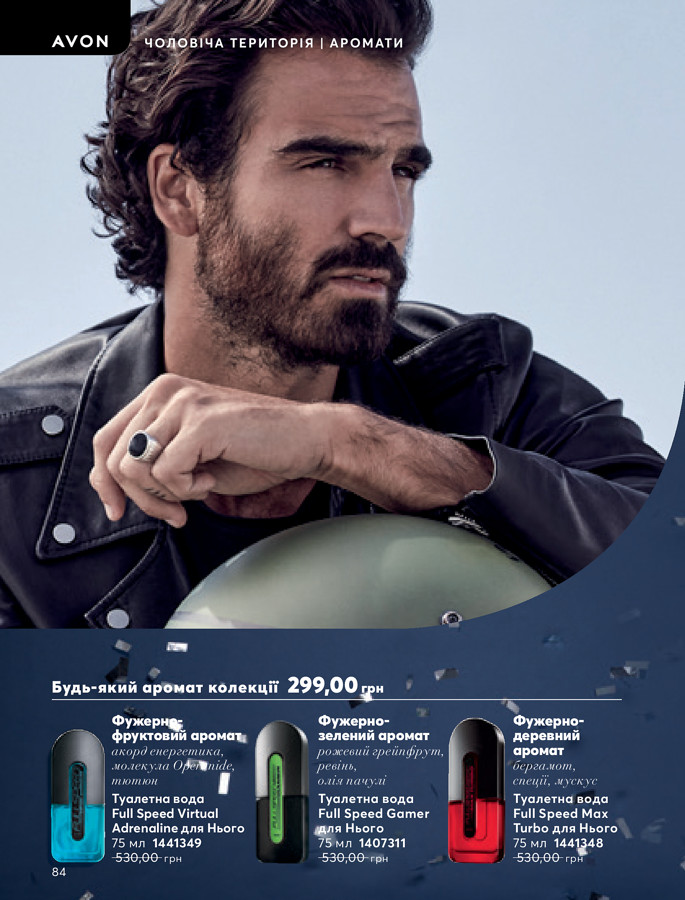 AVON
ЧОЛОВІЧА ТЕРИТОРІЯ | АРОМАТИ
Будь-який аромат колекції 299,00 грн
Фужерно-
фруктовий аромат
акорд енергетика,
молекула Operanide,
тютюн
Туалетна вода
Full Speed Virtual
Adrenaline для Нього
75 мл 1441349
530,00 грн
Фужерно-
зелений аромат
рожевий грейпфрут,
ревінь,
олія пачулі
Туалетна вода
Full Speed Gamer
для Нього
75 мл 1407311
530,00 грн
Фужерно-
деревний
аромат
бергамот,
спеції, мускус
Туалетна вода
Full Speed Max
Turbo для Нього
75 мл 1441348
530,00 грн
84